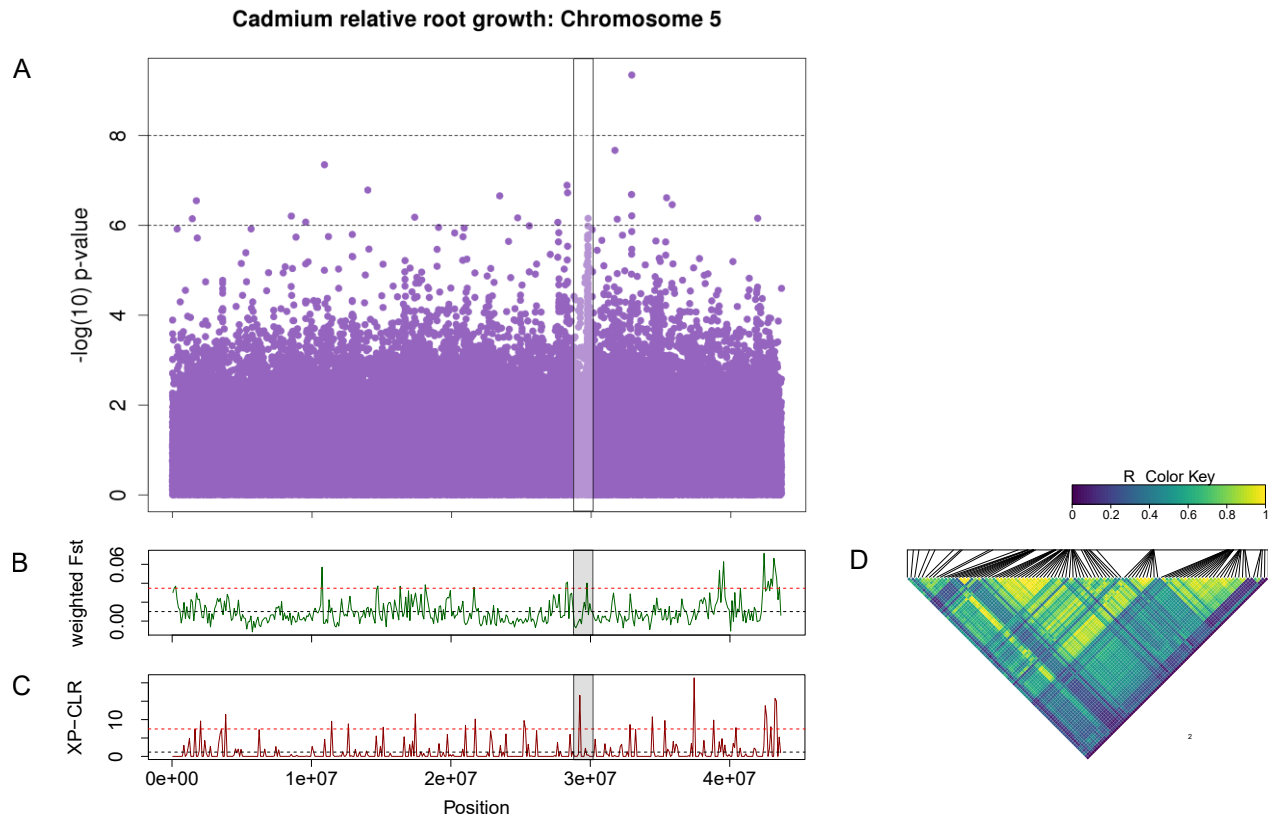 Cadmium relative root growth: Chromosome 5
A
-log(10) p-value
8
6
4
2
0
R Color Key
0 0.2 0.4 0.6 0.8 1
B
weighted Fst
0.06
0.00
D
C
XP−CLR
10
0
2
0e+00 1e+07 2e+07 3e+07 4e+07
Position